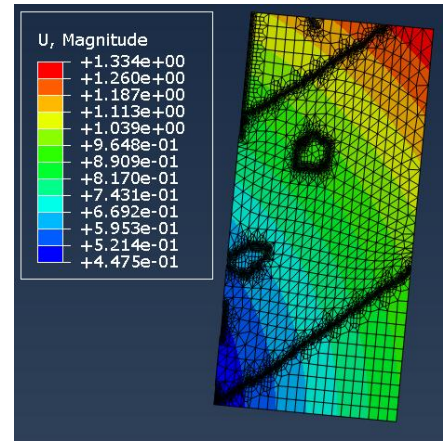 U, Magnitude
+1.334e+00
+1.260e+00
+1.187e+00
+1.113e+00
+1.039e+00
+9.648e-01
+8.909e-01
+8.170e-01
+7.431e-01
+6.692e-01
+5.953e-01
+5.214e-01
+4.475e-01